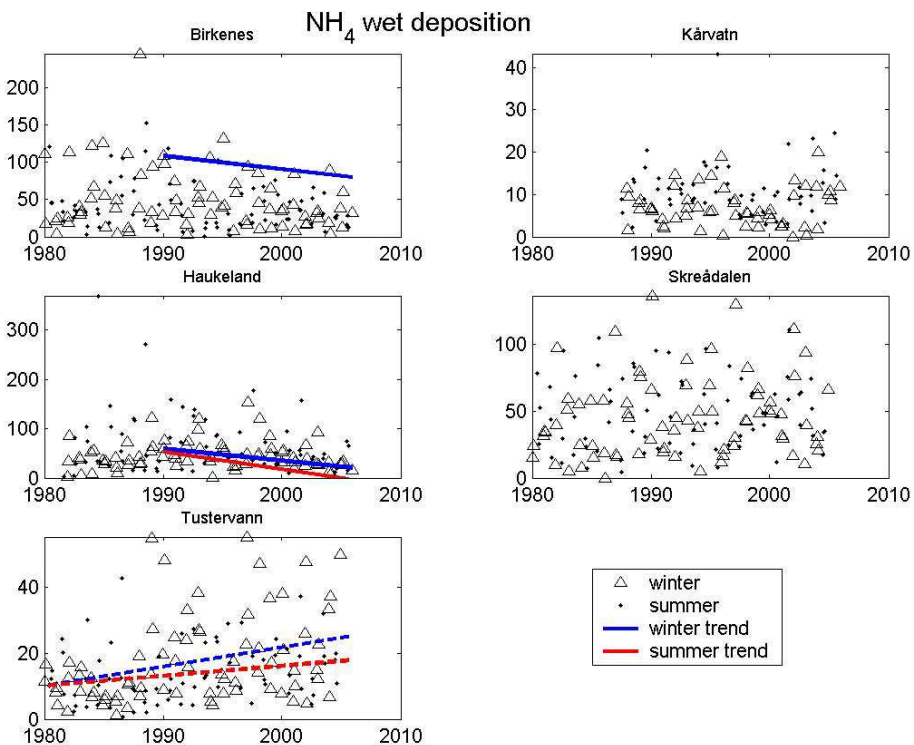 NH4 wet deposition
Birkenes
200
150
100
50
0
1980 1990 2000 2010
Kårvatn
40
30
20
10
0
1980 1990 2000 2010
Haukeland
300
200
100
0
1980 1990 2000 2010
Skreådalen
100
50
0
1980 1990 2000 2010
Tustervann
40
20
0
1980 1990 2000 2010
winter
summer
winter trend
summer trend